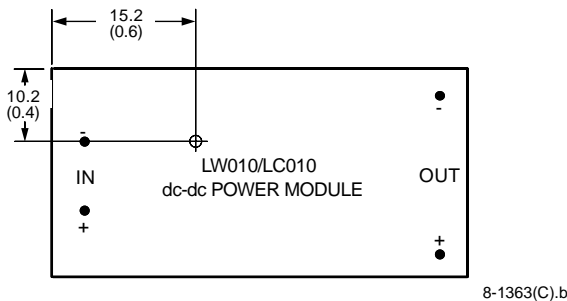 15.2
(0.6)
10.2
(0.4)
-
-
LW010/LC010
IN
OUT
dc-dc POWER MODULE
+
+
8-1363(C).b